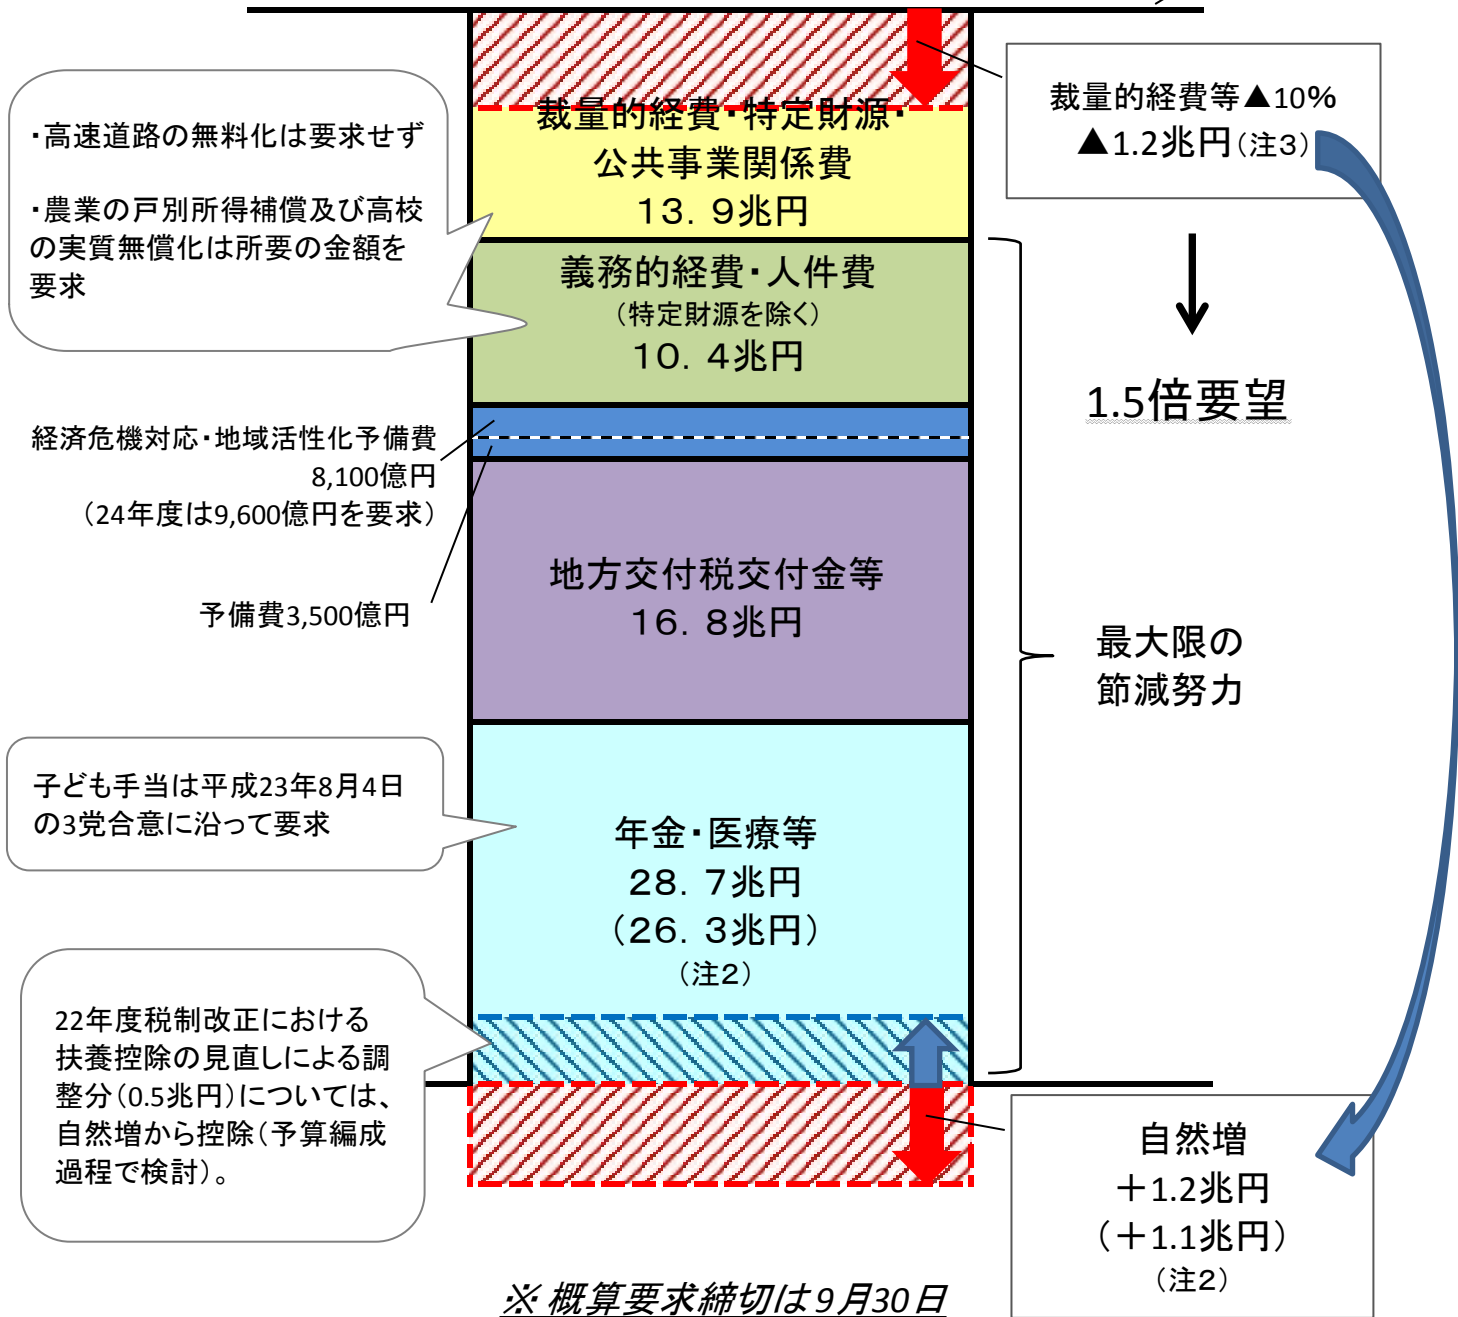 裁量的経費等▲10%
▲1.2兆円（注３）
・高速道路の無料化は要求せず
・農業の戸別所得補償及び高校
の実質無償化は所要の金額を
要求
裁量的経費・特定財源・
公共事業関係費
１３．９兆円
義務的経費・人件費
（特定財源を除く）
１０．４兆円
1.5倍要望
経済危機対応・地域活性化予備費
8,100億円
（24年度は9,600億円を要求）
予備費3,500億円
地方交付税交付金等
１６．８兆円
最大限の
節減努力
子ども手当は平成23年8月4日
の3党合意に沿って要求
年金・医療等
２８．７兆円
（２６．３兆円）
（注２）
22年度税制改正における
扶養控除の見直しによる調
整分（0.5兆円）については、
自然増から控除（予算編成
過程で検討）。
自然増
＋1.2兆円
（＋1.1兆円）
（注２）
※ 概算要求締切は９月30日